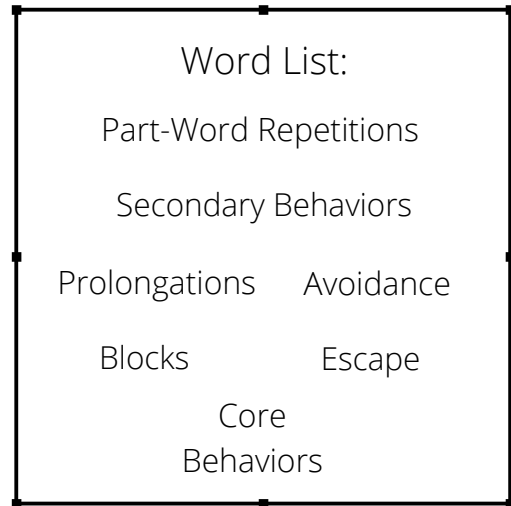 Word List:
Part-Word Repetitions
Secondary Behaviors
Prolongations Avoidance
Blocks Escape
Core
Behaviors